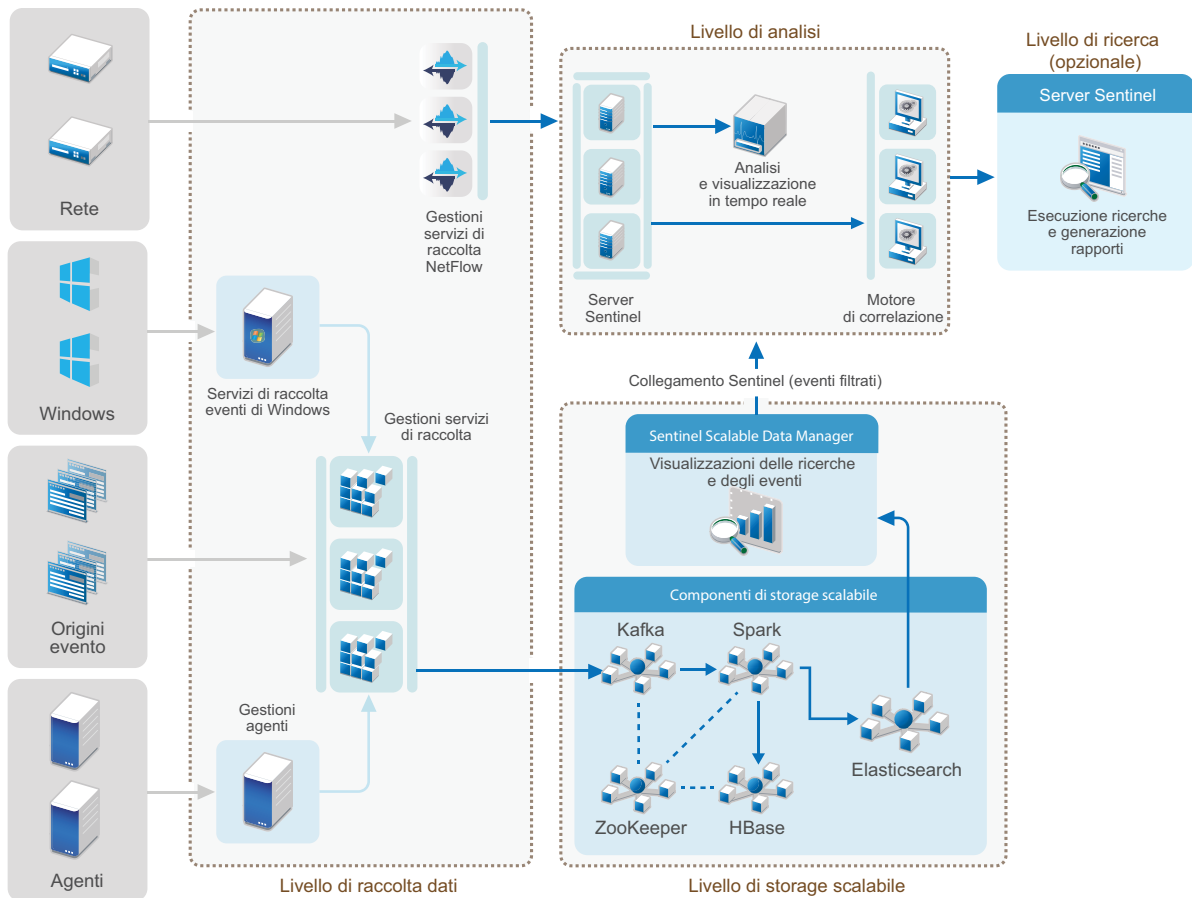 Rete
Windows
Origini
evento
Agenti
Gestioni
servizi di
raccolta
NetFlow
Servizi di raccolta
eventi di Windows
Gestioni servizi
di raccolta
Gestioni
agenti
Livello di raccolta dati
Livello di analisi
Server
Sentinel
Analisi
e visualizzazione
in tempo reale
Motore
di correlazione
Livello di ricerca
(opzionale)
Server Sentinel
Esecuzione ricerche
e generazione
rapporti
Collegamento Sentinel (eventi filtrati)
Sentinel Scalable Data Manager
Visualizzazioni delle ricerche
e degli eventi
Componenti di storage scalabile
Kafka
Spark
Elasticsearch
ZooKeeper
HBase
Livello di storage scalabile